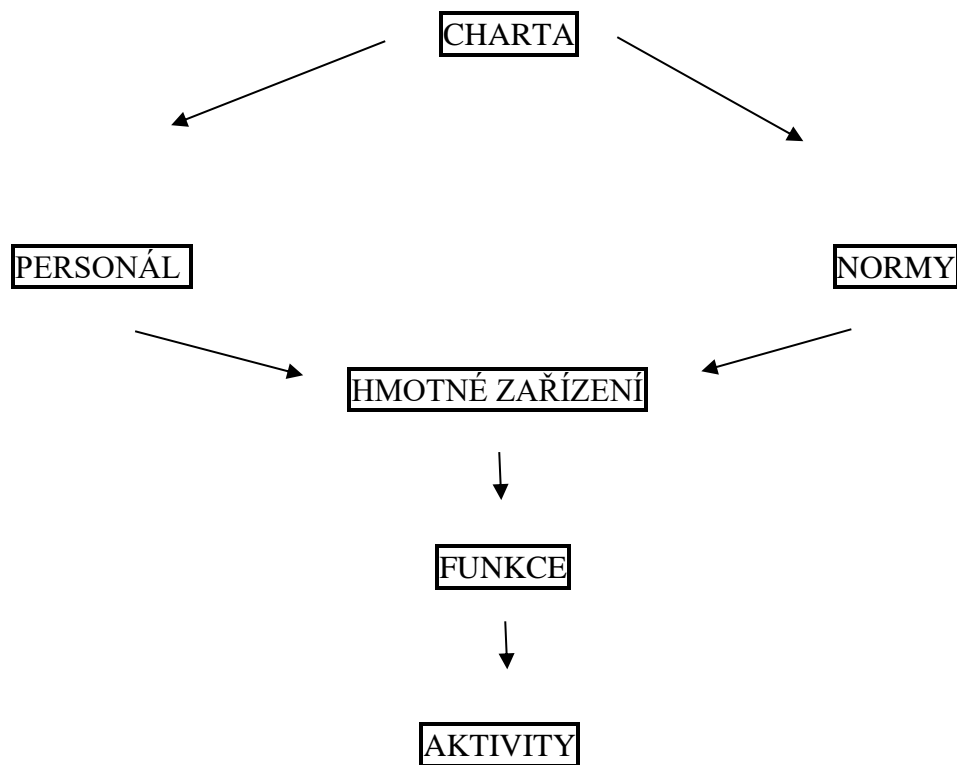 CHARTA
PERSONÁL
NORMY
HMOTNÉ ZAŘÍZENÍ
FUNKCE
AKTIVITY